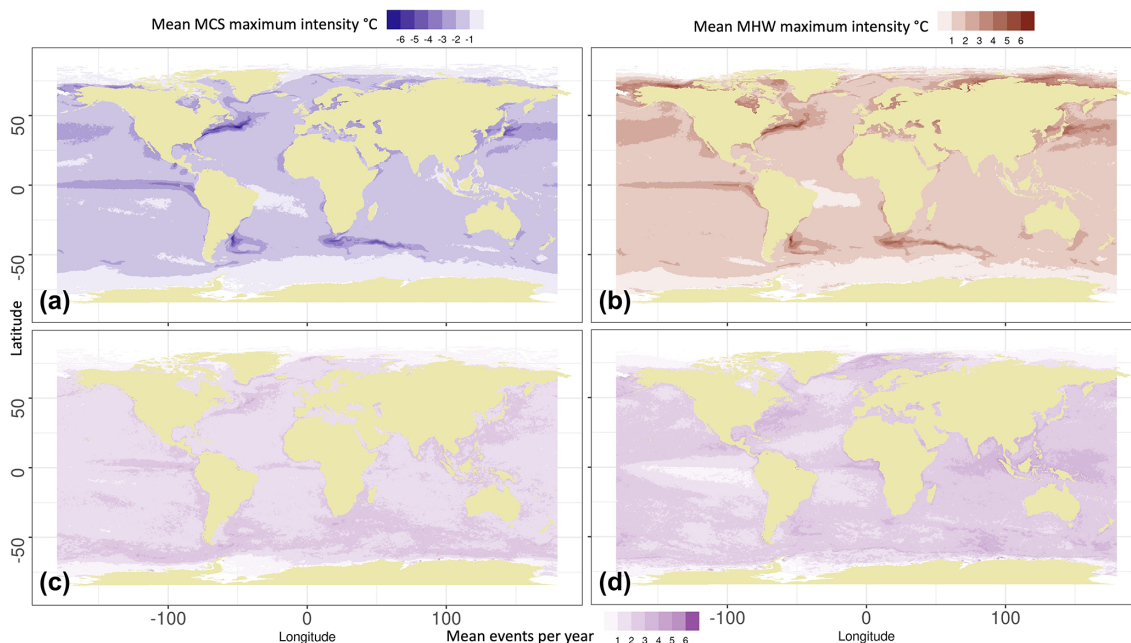 Mean MCS maximum intensity °C
-6 -5 -4 -3 -2 -1
Mean MHW maximum intensity °C
1 2 3 4 5 6
50
0
-50
(a)
(b)
Latitude
50
0
-50
(c)
(d)
-100 0 100
-100 0 100
Longitude
Mean events per year
1 2 3 4 5 6
Longitude